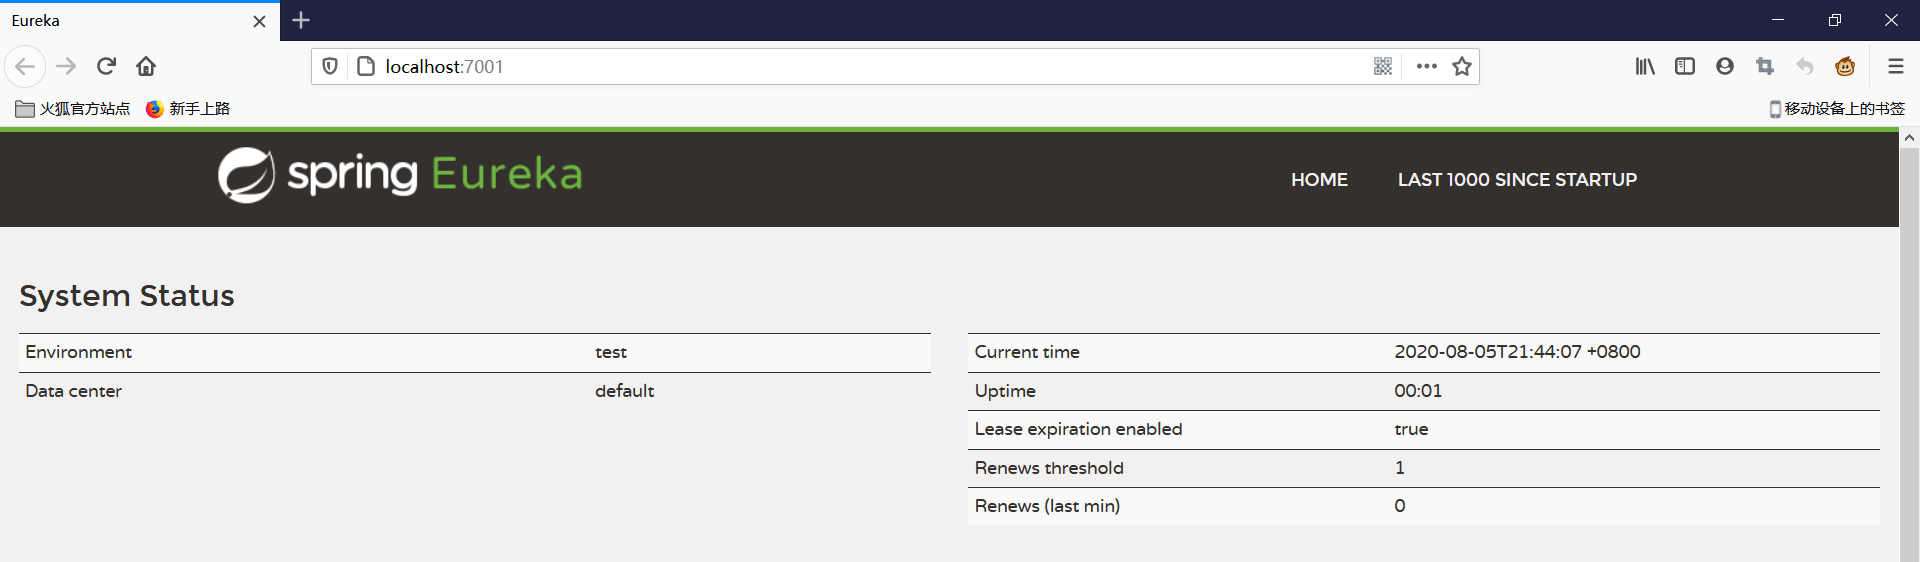 Eureka
localhost:7001
火狐官方站点 新手上路 移动设备上的书签
spring Eureka HOME LAST 1000 SINCE STARTUP
System Status
Environment test
Data center default
Current time 2020-08-05T21:44:07 +0800
Uptime 00:01
Lease expiration enabled true
Renews threshold 1
Renews (last min) 0